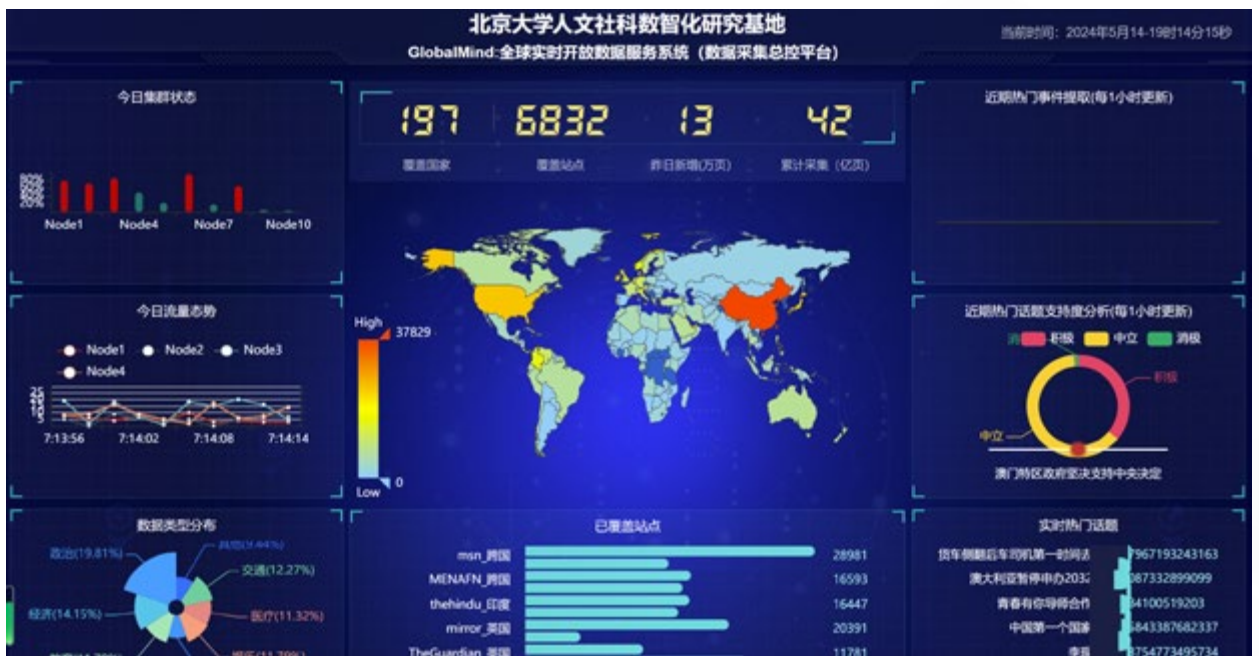 北京大学人文社科数智化研究基地
GlobalMind:全球实时开放数据服务系统（数据采集总控平台）
当前时间：2024年5月14-19时14分15秒
今日集群状态
80%
20%
Node1 Node4 Node7 Node10
197 6832 13 42
覆盖国家 覆盖站点 昨日新增(万页) 累计采集（亿页）
近期热门事件提取(每1小时更新)
今日流量态势
Node1 Node2 Node3
Node4
25
5
7:13:56 7:14:02 7:14:08 7:14:14
High
37829
0
Low
近期热门话题支持度分析(每1小时更新)
积极 中立 消极
积极
中立
澳门特区政府坚决支持中央决定
数据类型分布
政治(19.81%)
交通(12.27%)
经济(14.15%)
医疗(11.32%)
已覆盖站点
msn_跨国 28981
MENAFN_跨国 16593
thehindu_印度 16447
mirror_英国 20391
TheGuardian_英国 11781
实时热门话题
货车侧翻后车司机第一时间去 7967193243163
澳大利亚暂停申办2032 087332899099
青春有你导师合作 34100519203
中国第一个国家 6843387682337
8754773495734